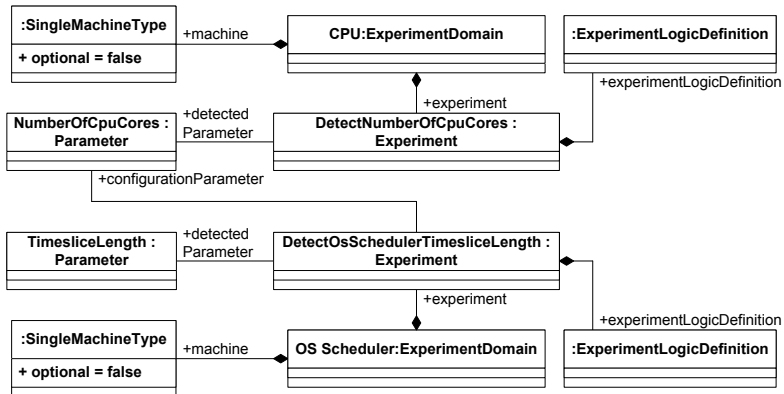 :SingleMachineType
+ optional = false
+machine
CPU:ExperimentDomain
:ExperimentLogicDefinition
+experimentLogicDefinition
+experiment
NumberOfCpuCores :
Parameter
+detected
Parameter
DetectNumberOfCpuCores :
Experiment
+configurationParameter
TimesliceLength :
Parameter
+detected
Parameter
DetectOsSchedulerTimesliceLength :
Experiment
+experiment
+experimentLogicDefinition
:SingleMachineType
+ optional = false
+machine
OS Scheduler:ExperimentDomain
:ExperimentLogicDefinition